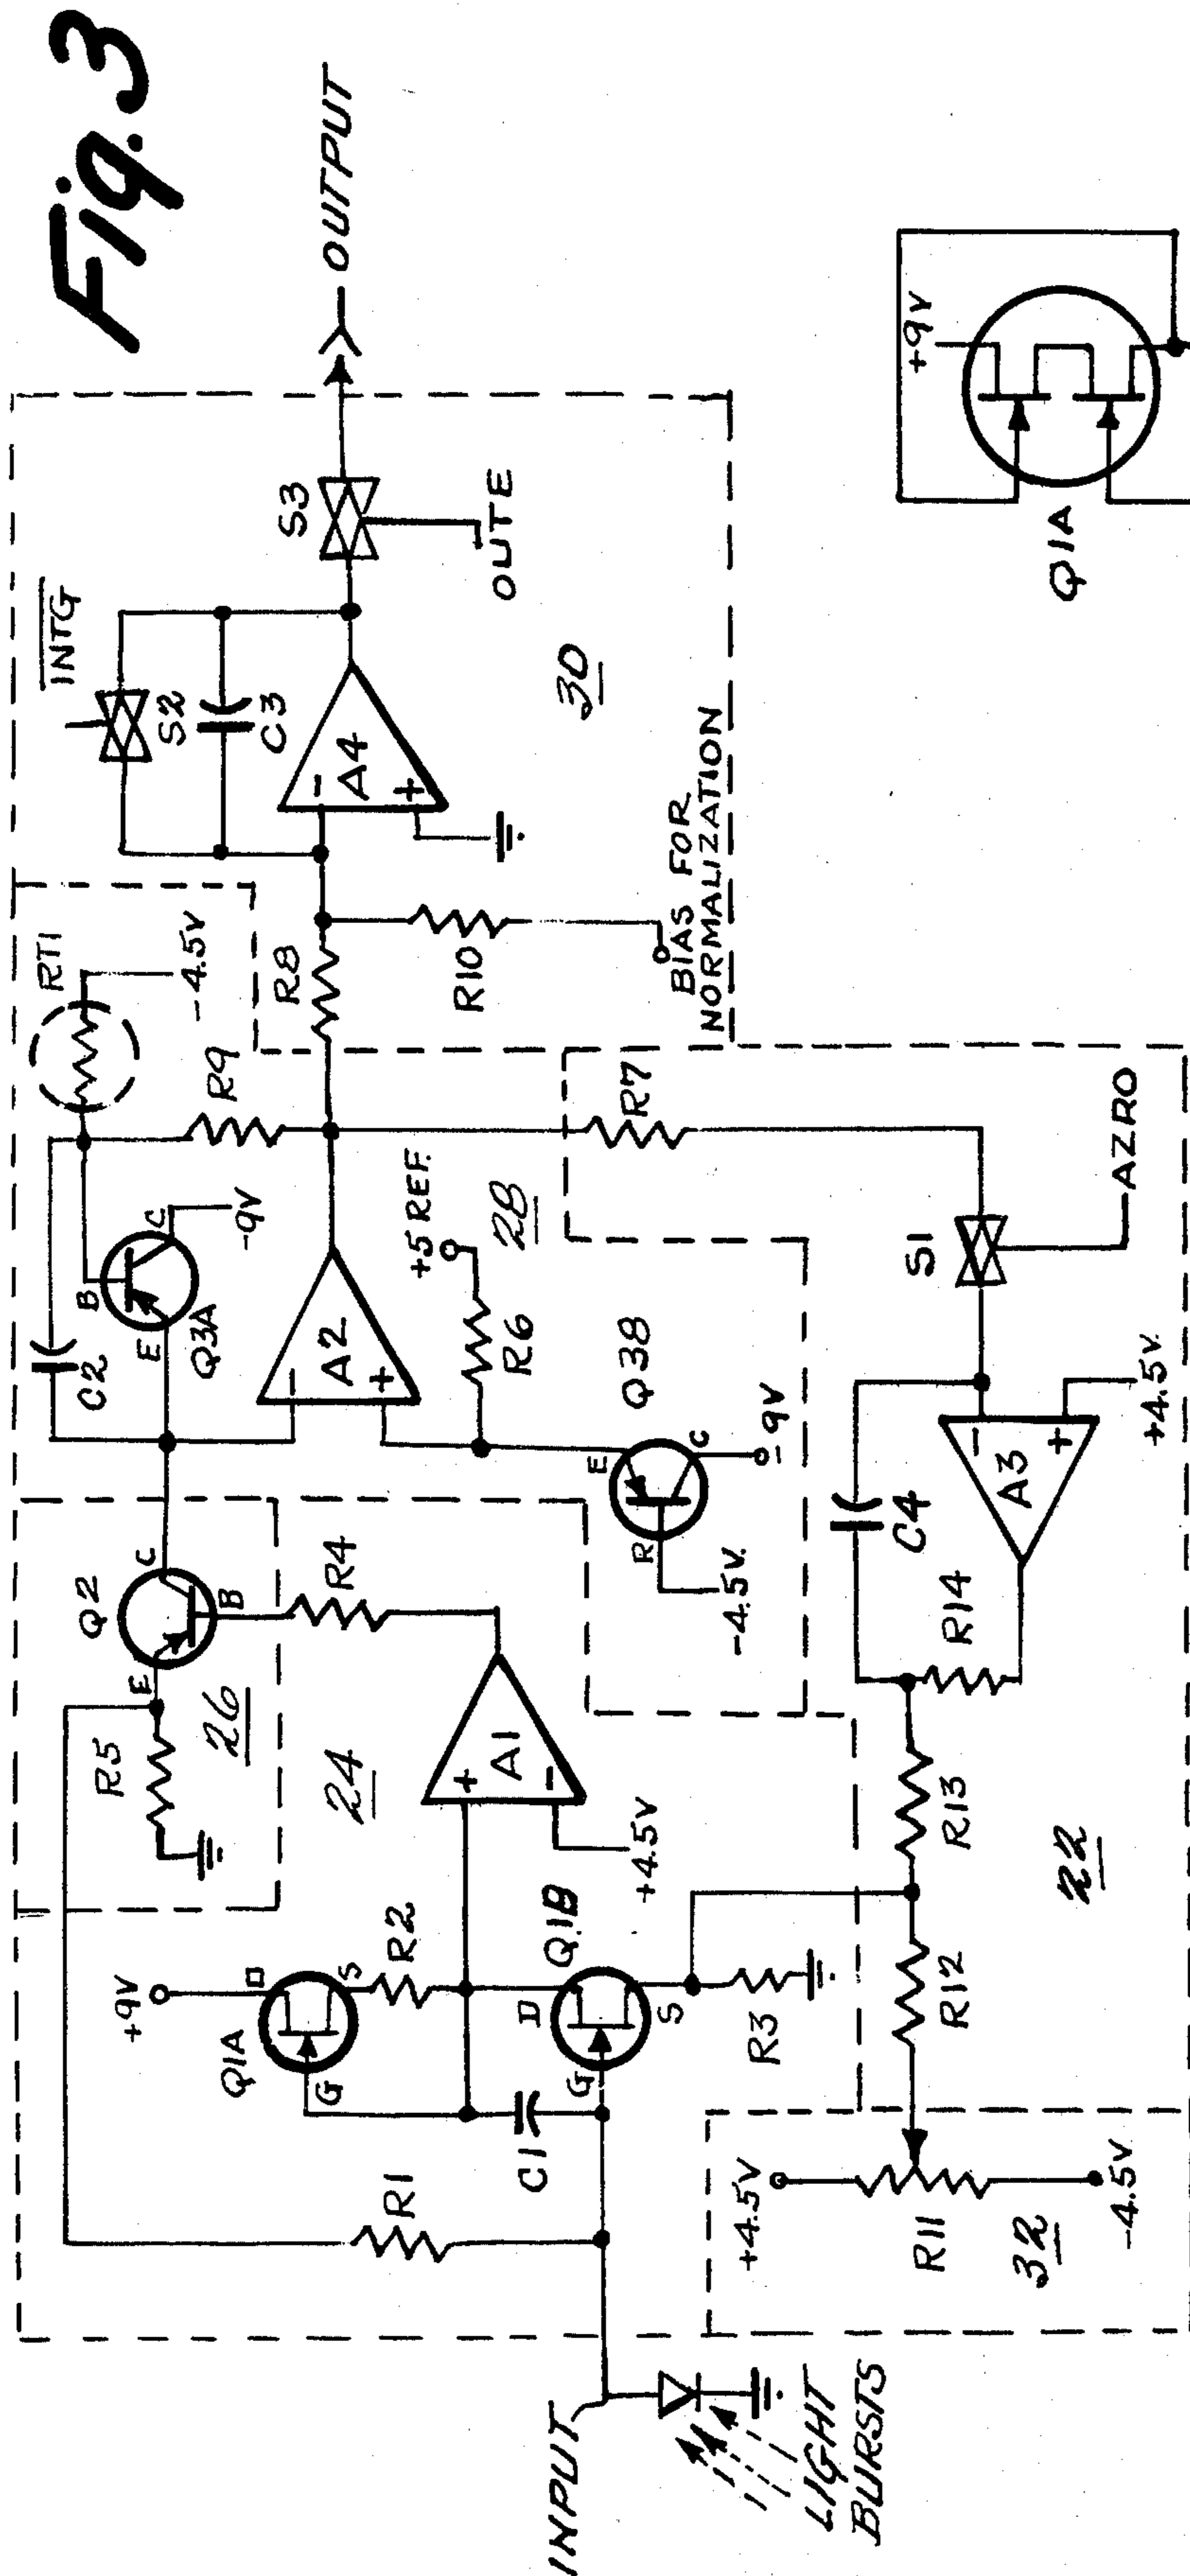 Fig. 3
INTG
S2
C3
A4
-
+
S3
OUTPUT
OUTE
30
RT1
-4.5V
R9
R8
R10
BIAS FOR
NORMALIZATION
C2
B
E
C
Q3A
-9V
A2
-
+
+5 REF.
R6
28
R7
Q38
E
C
R
-9V
-4.5V.
Q2
E
C
B
R4
R5
26
24
A1
+
-
+4.5V
+9V
D
S
G
Q1A
R2
Q1B
D
S
G
C1
R1
R3
INPUT
LIGHT
BURSTS
S1
AZRO
A3
-
+
+4.5V.
C4
R14
R13
R12
22
+4.5V
R11
-4.5V
32
+9V
Q1A